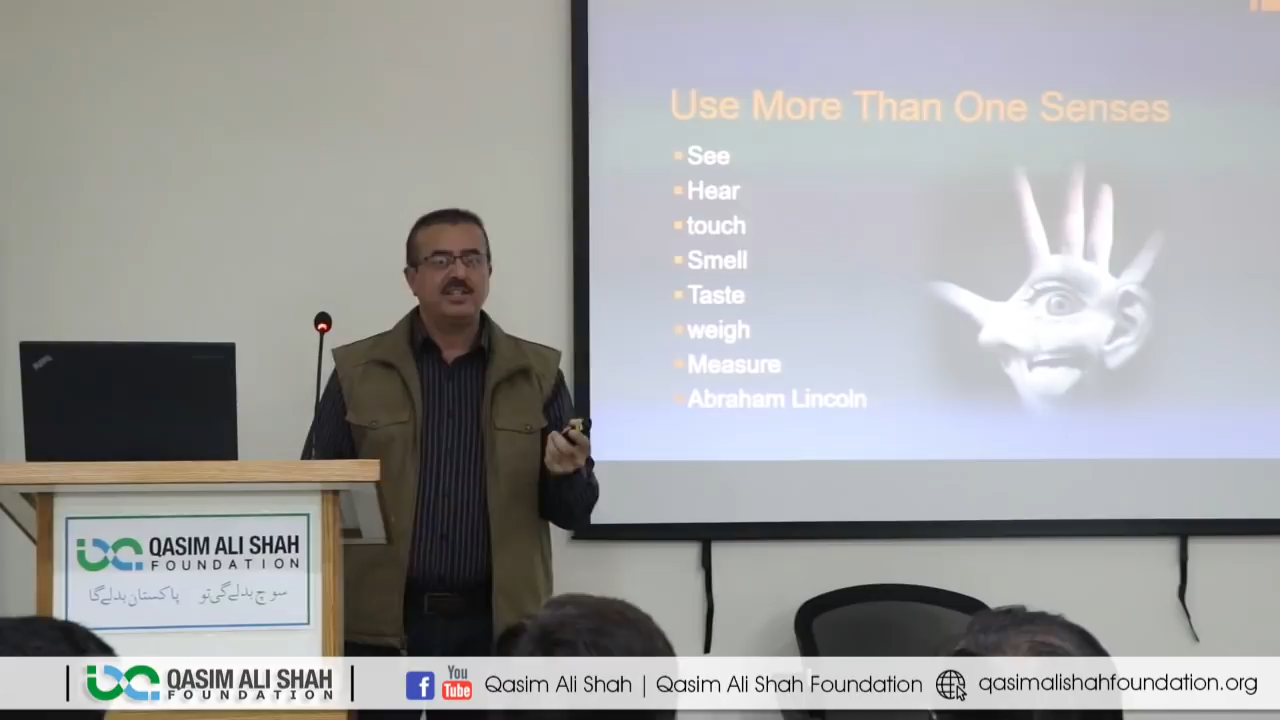 Use More Than One Senses
See
Hear
touch
Smell
Taste
weigh
Measure
Abraham Lincoln
QASIM ALI SHAH
FOUNDATION
سوچ بدلے گی تو پاکستان بدلے گا
QASIM ALI SHAH
FOUNDATION
f
You
Tube
Qasim Ali Shah | Qasim Ali Shah Foundation
qasimalishahfoundation.org